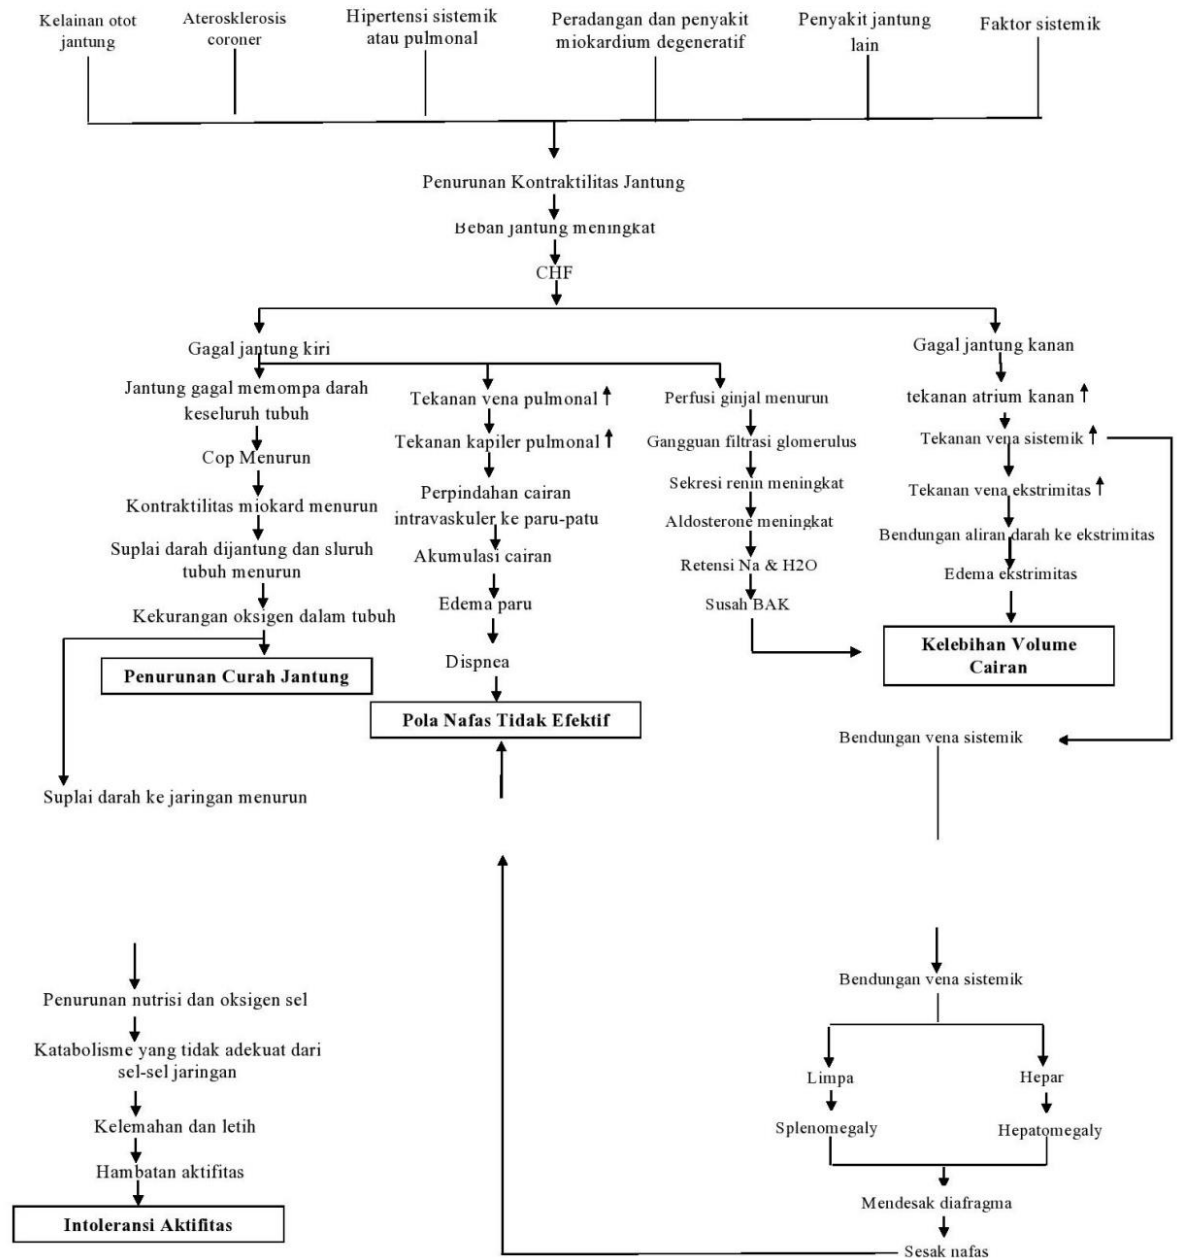 Kelainan otot
jantung
Aterosklerosis
coroner
Hipertensi sistemik
atau pulmonal
Peradangan dan penyakit
miokardium degeneratif
Penyakit jantung
lain
Faktor sistemik
Penurunan Kontraktilitas Jantung
Beban jantung meningkat
CHF
Gagal jantung kiri
Jantung gagal memompa darah
keseluruh tubuh
Cop Menurun
Kontraktilitas miokard menurun
Suplai darah dijantung dan sluruh
tubuh menurun
Kekurangan oksigen dalam tubuh
Penurunan Curah Jantung
Suplai darah ke jaringan menurun
Penurunan nutrisi dan oksigen sel
Katabolisme yang tidak adekuat dari
sel-sel jaringan
Kelemahan dan letih
Hambatan aktifitas
Intoleransi Aktifitas
Tekanan vena pulmonal
Tekanan kapiler pulmonal
Perpindahan cairan
intravaskuler ke paru-patu
Akumulasi cairan
Edema paru
Dispnea
Pola Nafas Tidak Efektif
Perfusi ginjal menurun
Gangguan filtrasi glomerulus
Sekresi renin meningkat
Aldosterone meningkat
Retensi Na & H2O
Susah BAK
Gagal jantung kanan
tekanan atrium kanan
Tekanan vena sistemik
Tekanan vena ekstrimitas
Bendungan aliran darah ke ekstrimitas
Edema ekstrimitas
Kelebihan Volume
Cairan
Bendungan vena sistemik
Bendungan vena sistemik
Limpa
Hepar
Splenomegaly
Hepatomegaly
Mendesak diafragma
Sesak nafas